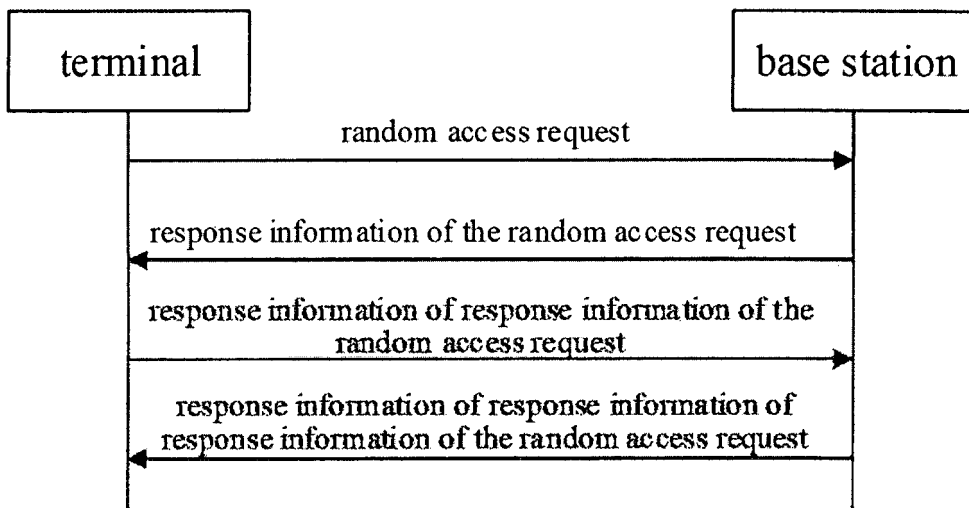 terminal
base station
random access request
response information of the random access request
response information of response information of the
random access request
response information of response information of
response information of the random access request